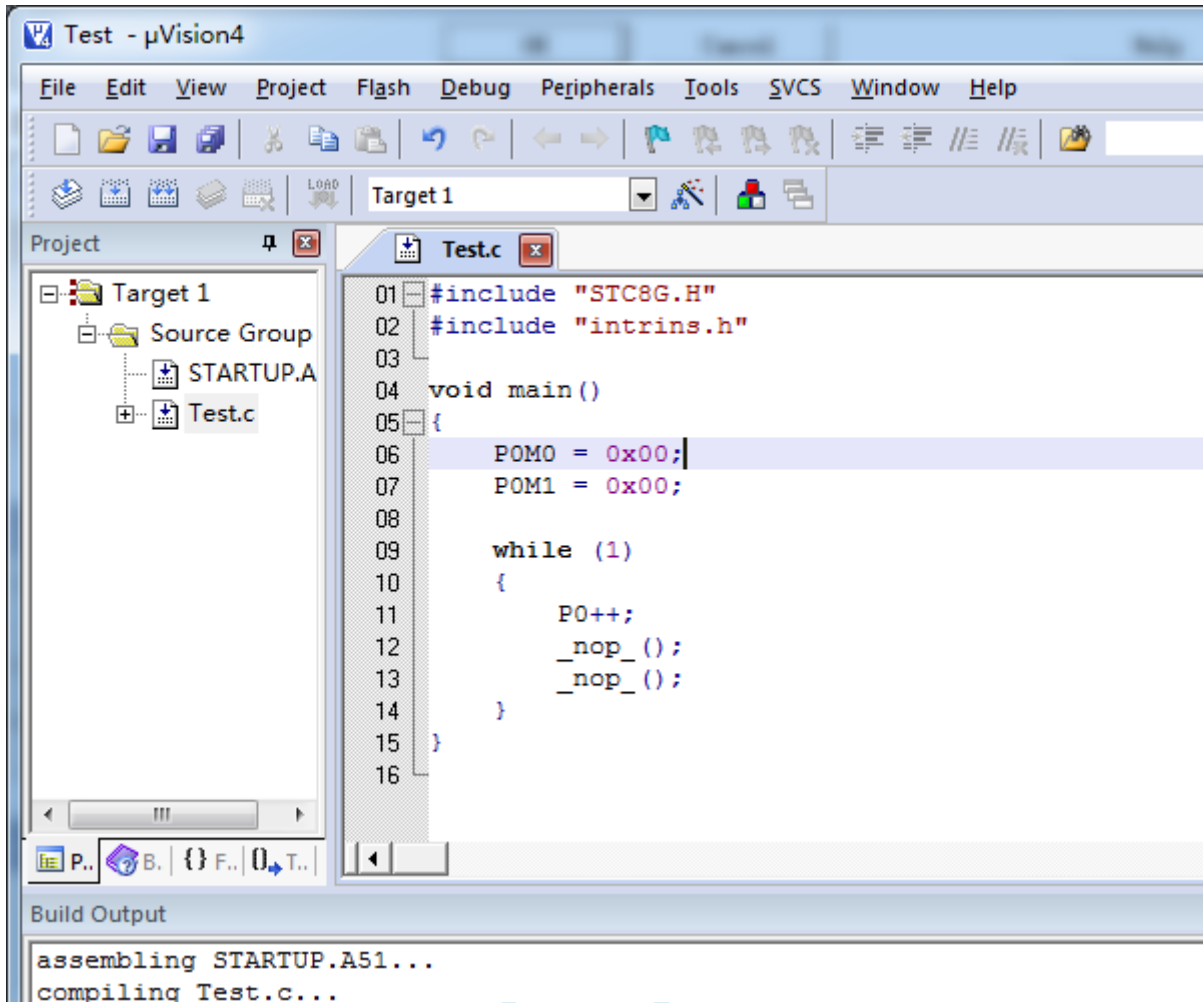 Test - µVision4
File Edit View Project Flash Debug Peripherals Tools SVCS Window Help
LOAD
Target 1
Project
Test.c
Target 1
Source Group
STARTUP.A
Test.c
01 #include "STC8G.H"
02 #include "intrins.h"
03
04 void main()
05 {
06 P0M0 = 0x00;
07 P0M1 = 0x00;
08
09 while (1)
10 {
11 P0++;
12 _nop_();
13 _nop_();
14 }
15 }
16
P.. B. {} F.. T..
Build Output
assembling STARTUP.A51...
compiling Test.c...